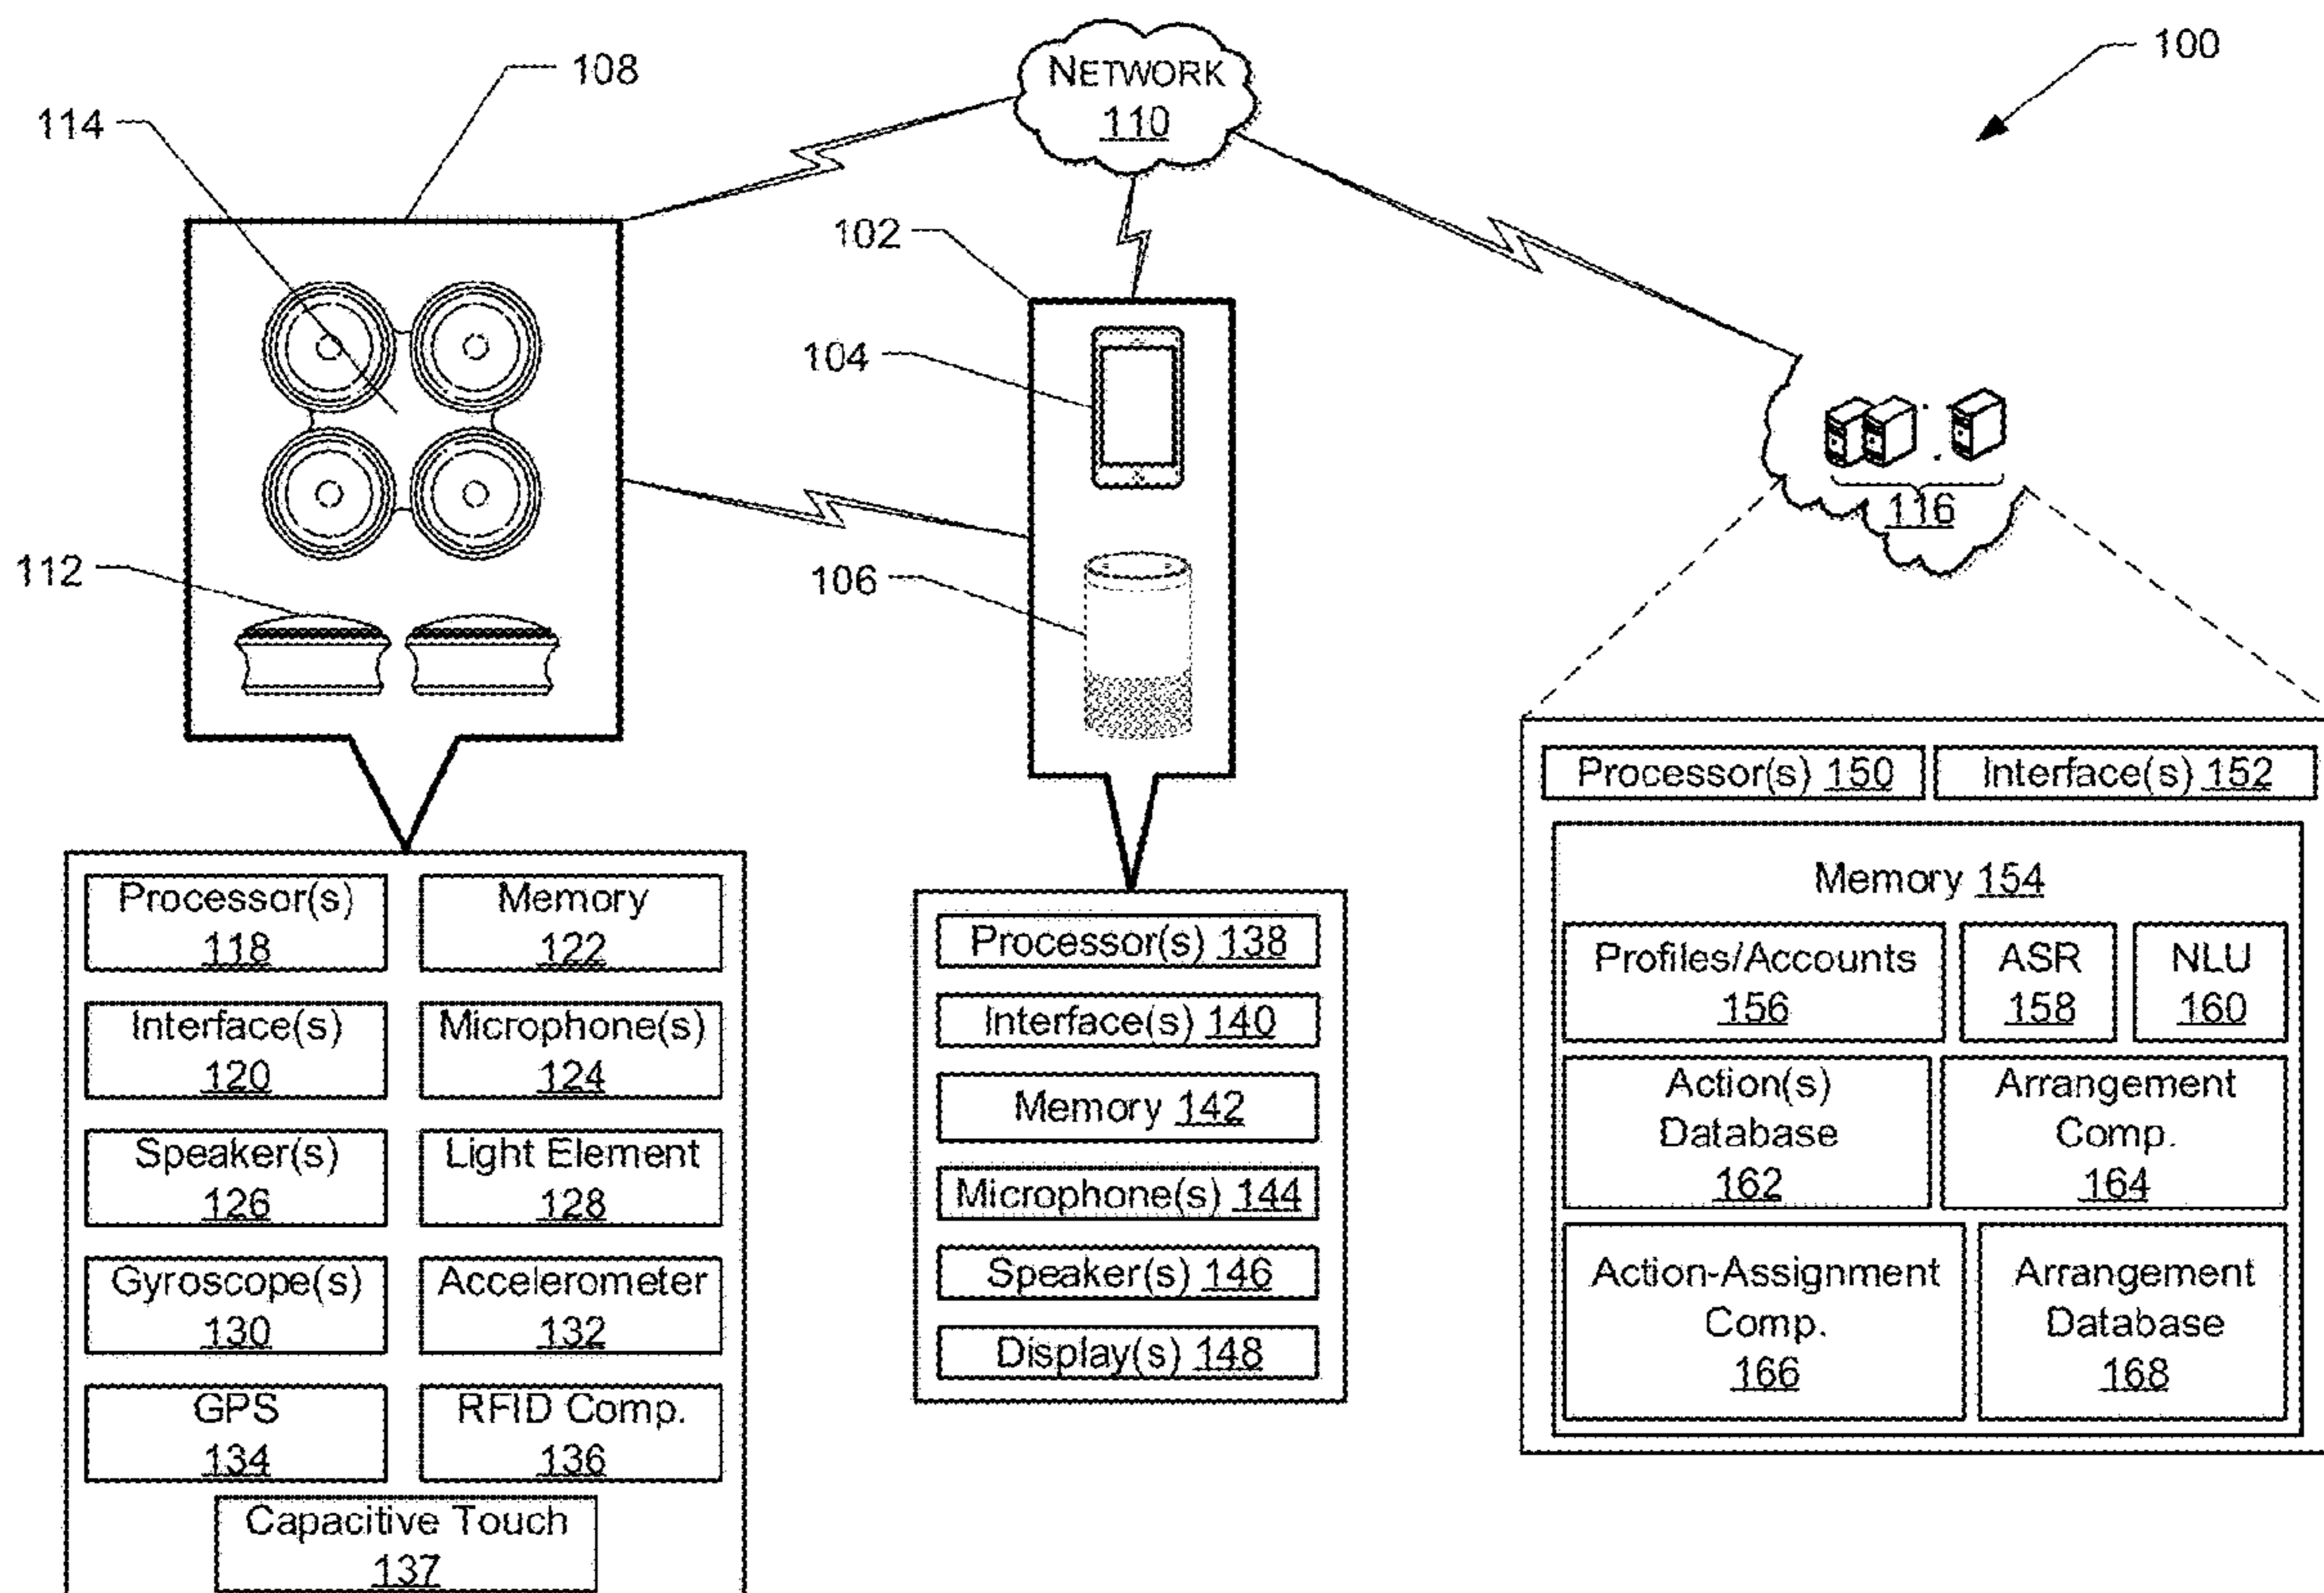 100
NETWORK
110
108
114
102
104
106
112
116
Processor(s)
118
Memory
122
Interface(s)
120
Microphone(s)
124
Speaker(s)
126
Light Element
128
Gyroscope(s)
130
Accelerometer
132
GPS
134
RFID Comp.
136
Capacitive Touch
137
Processor(s) 138
Interface(s) 140
Memory 142
Microphone(s) 144
Speaker(s) 146
Display(s) 148
Processor(s) 150
Interface(s) 152
Memory 154
Profiles/Accounts
156
ASR
158
NLU
160
Action(s)
Database
162
Arrangement
Comp.
164
Action-Assignment
Comp.
166
Arrangement
Database
168